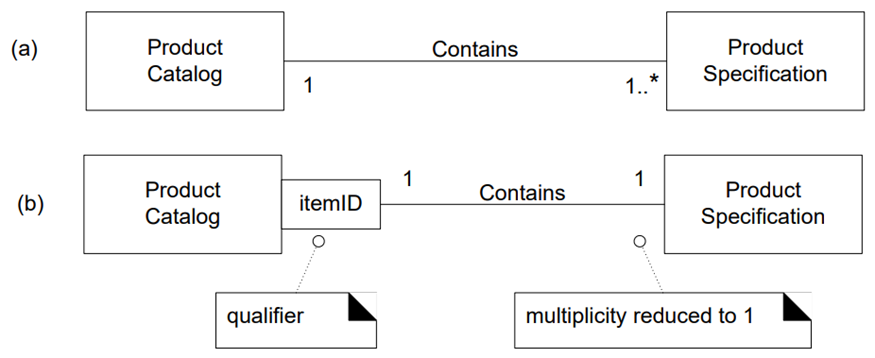 (a)
Product
Catalog
Contains
1
1..*
Product
Specification
(b)
Product
Catalog
itemID
1
Contains
1
Product
Specification
qualifier
multiplicity reduced to 1